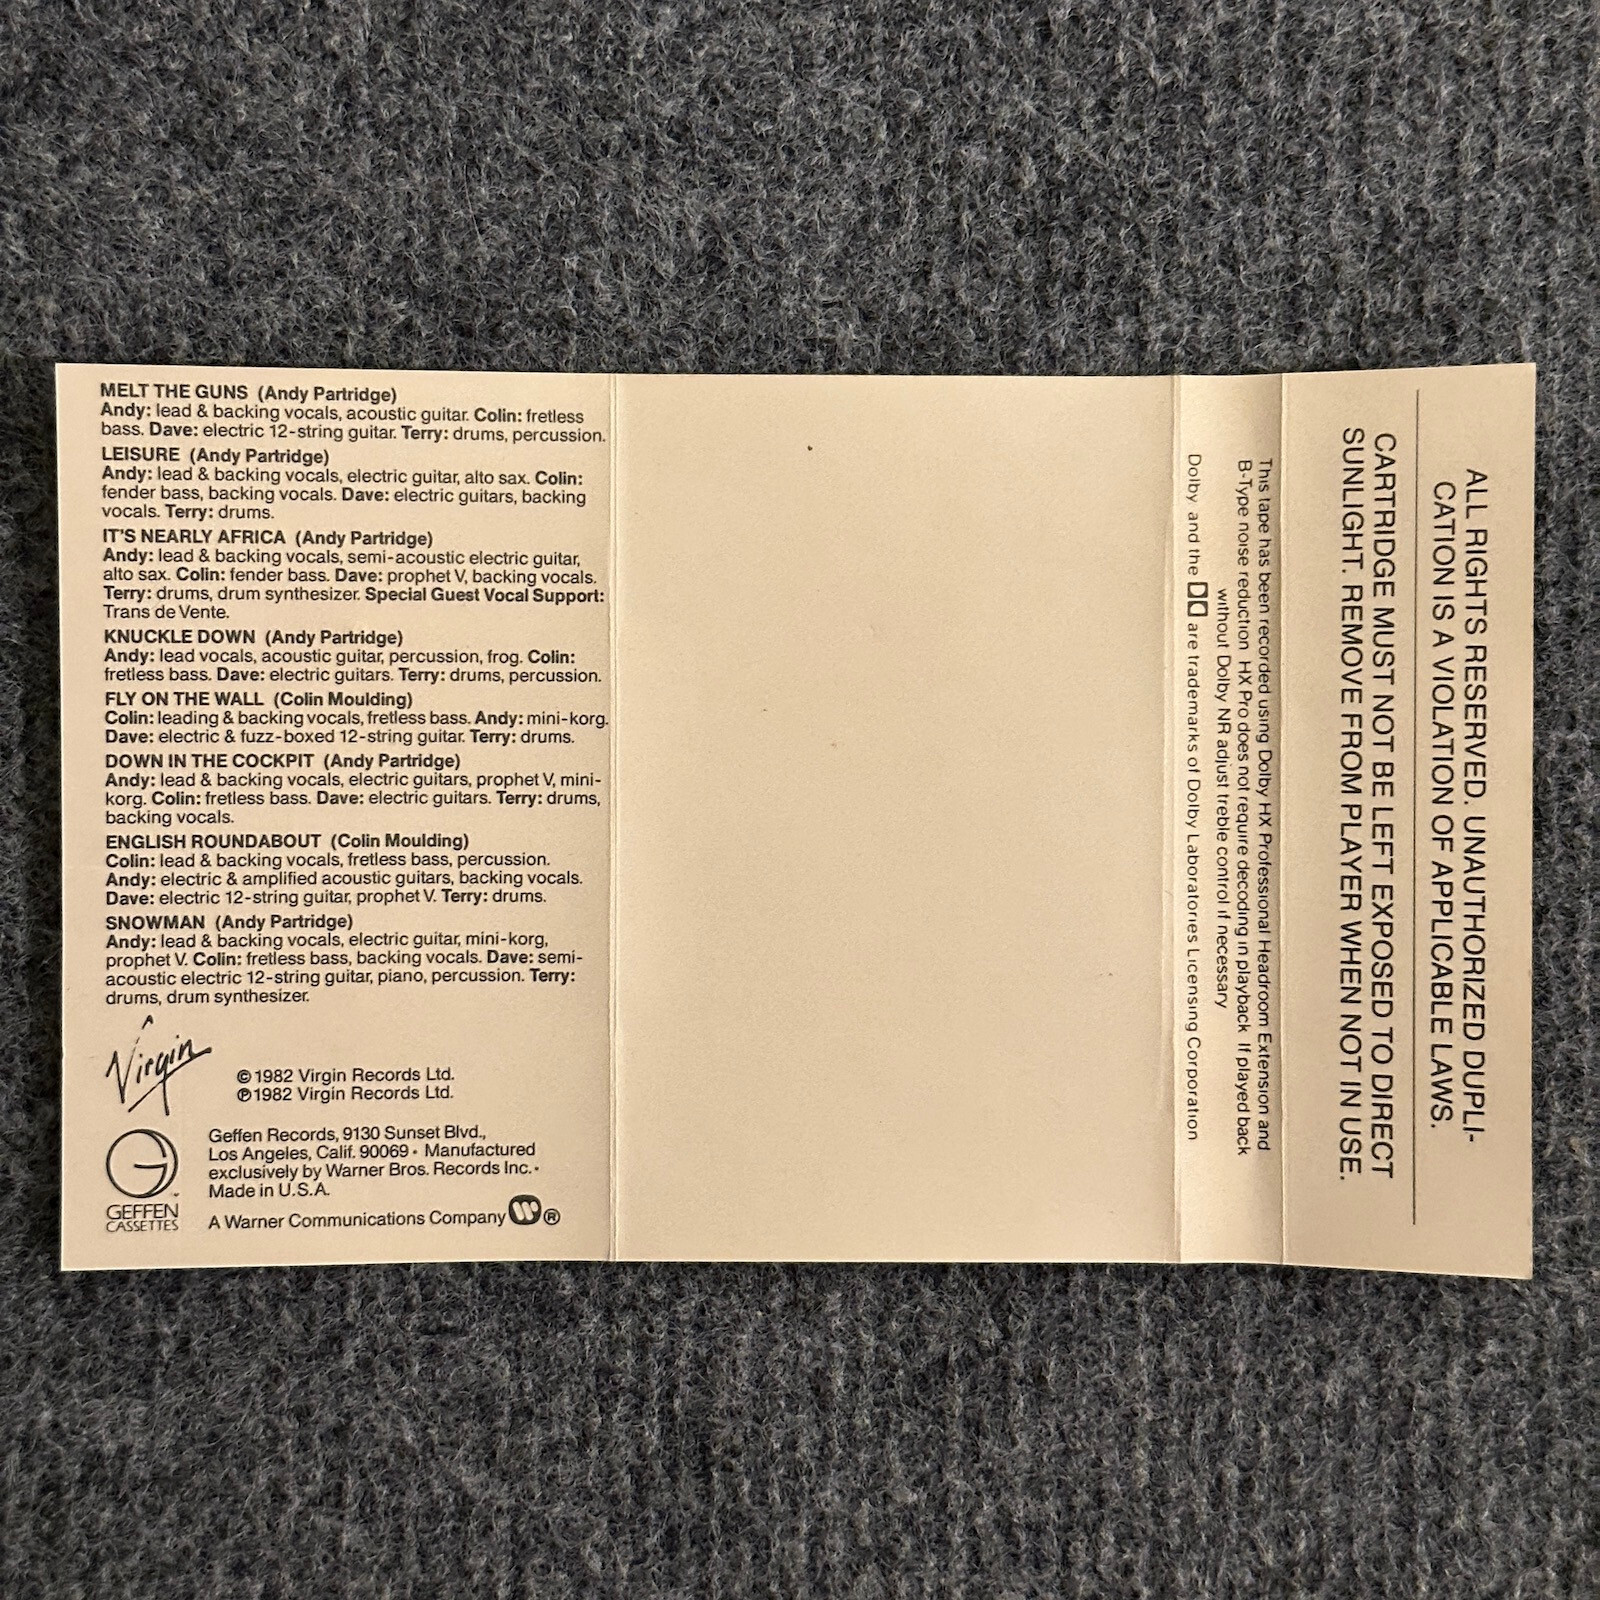 MELT THE GUNS (Andy Partridge)
Andy: lead & backing vocals, acoustic guitar. Colin: fretless
bass. Dave: electric 12-string guitar. Terry: drums, percussion.
LEISURE (Andy Partridge)
Andy: lead & backing vocals, electric guitar, alto sax. Colin:
fender bass, backing vocals. Dave: electric guitars, backing
vocals. Terry: drums.
IT'S NEARLY AFRICA (Andy Partridge)
Andy: lead & backing vocals, semi-acoustic electric guitar,
alto sax. Colin: fender bass. Dave: prophet V, backing vocals.
Terry: drums, drum synthesizer. Special Guest Vocal Support:
Trans de Vente.
KNUCKLE DOWN (Andy Partridge)
Andy: lead vocals, acoustic guitar, percussion, frog. Colin:
fretless bass. Dave: electric guitars. Terry: drums, percussion.
FLY ON THE WALL (Colin Moulding)
Colin: leading & backing vocals, fretless bass. Andy: mini-korg.
Dave: electric & fuzz-boxed 12-string guitar. Terry: drums.
DOWN IN THE COCKPIT (Andy Partridge)
Andy: lead & backing vocals, electric guitars, prophet V, mini-
korg. Colin: fretless bass. Dave: electric guitars. Terry: drums,
backing vocals.
ENGLISH ROUNDABOUT (Colin Moulding)
Colin: lead & backing vocals, fretless bass, percussion.
Andy: electric & amplified acoustic guitars, backing vocals.
Dave: electric 12-string guitar, prophet V. Terry: drums.
SNOWMAN (Andy Partridge)
Andy: lead & backing vocals, electric guitar, mini-korg,
prophet V. Colin: fretless bass, backing vocals. Dave: semi-
acoustic electric 12-string guitar, piano, percussion. Terry:
drums, drum synthesizer.
Virgin
© 1982 Virgin Records Ltd.
℗ 1982 Virgin Records Ltd.
GEFFEN
CASSETTES
Geffen Records, 9130 Sunset Blvd.,
Los Angeles, Calif. 90069 • Manufactured
exclusively by Warner Bros. Records Inc. •
Made in U.S.A.
A Warner Communications Company W ®
This tape has been recorded using Dolby HX Professional Headroom Extension and
B-Type noise reduction HX Pro does not require decoding in playback If played back
without Dolby NR adjust treble control if necessary
Dolby and the DD are trademarks of Dolby Laboratories Licensing Corporation
ALL RIGHTS RESERVED. UNAUTHORIZED DUPLI-
CATION IS A VIOLATION OF APPLICABLE LAWS.
CARTRIDGE MUST NOT BE LEFT EXPOSED TO DIRECT
SUNLIGHT. REMOVE FROM PLAYER WHEN NOT IN USE.